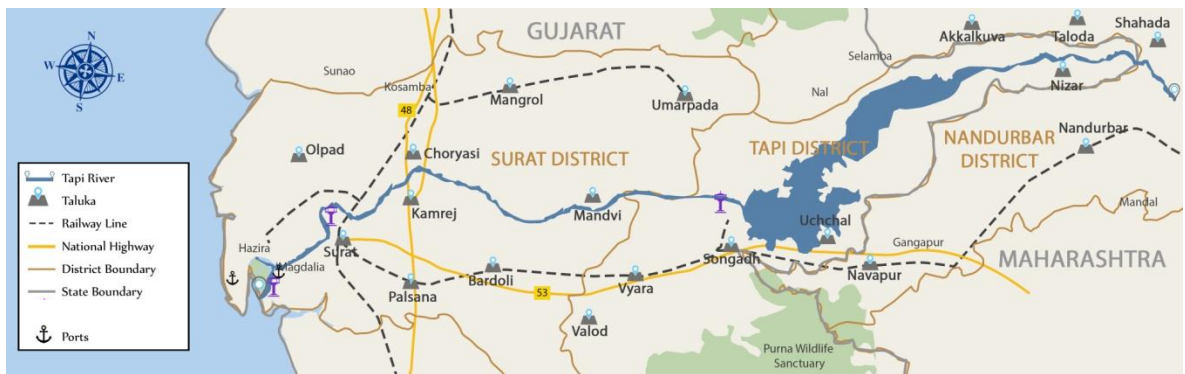 N
W
E
S
GUJARAT
Akkalkuva
Taloda
Shahada
Selamba
Sunao
Kosamba
Nizar
Mangrol
Umarpada
Nal
48
Nandurbar
Olpad
Choryasi
SURAT DISTRICT
TAPI DISTRICT
NANDURBAR
DISTRICT
Tapi River
Taluka
Railway Line
National Highway
District Boundary
State Boundary
Ports
Kamrej
Mandvi
Mandal
Uchchal
Hazira
Surat
Songadh
Gangapur
Magdalia
MAHARASHTRA
Palsana
Bardoli
Vyara
Navapur
53
Valod
Purna Wildlife
Sanctuary